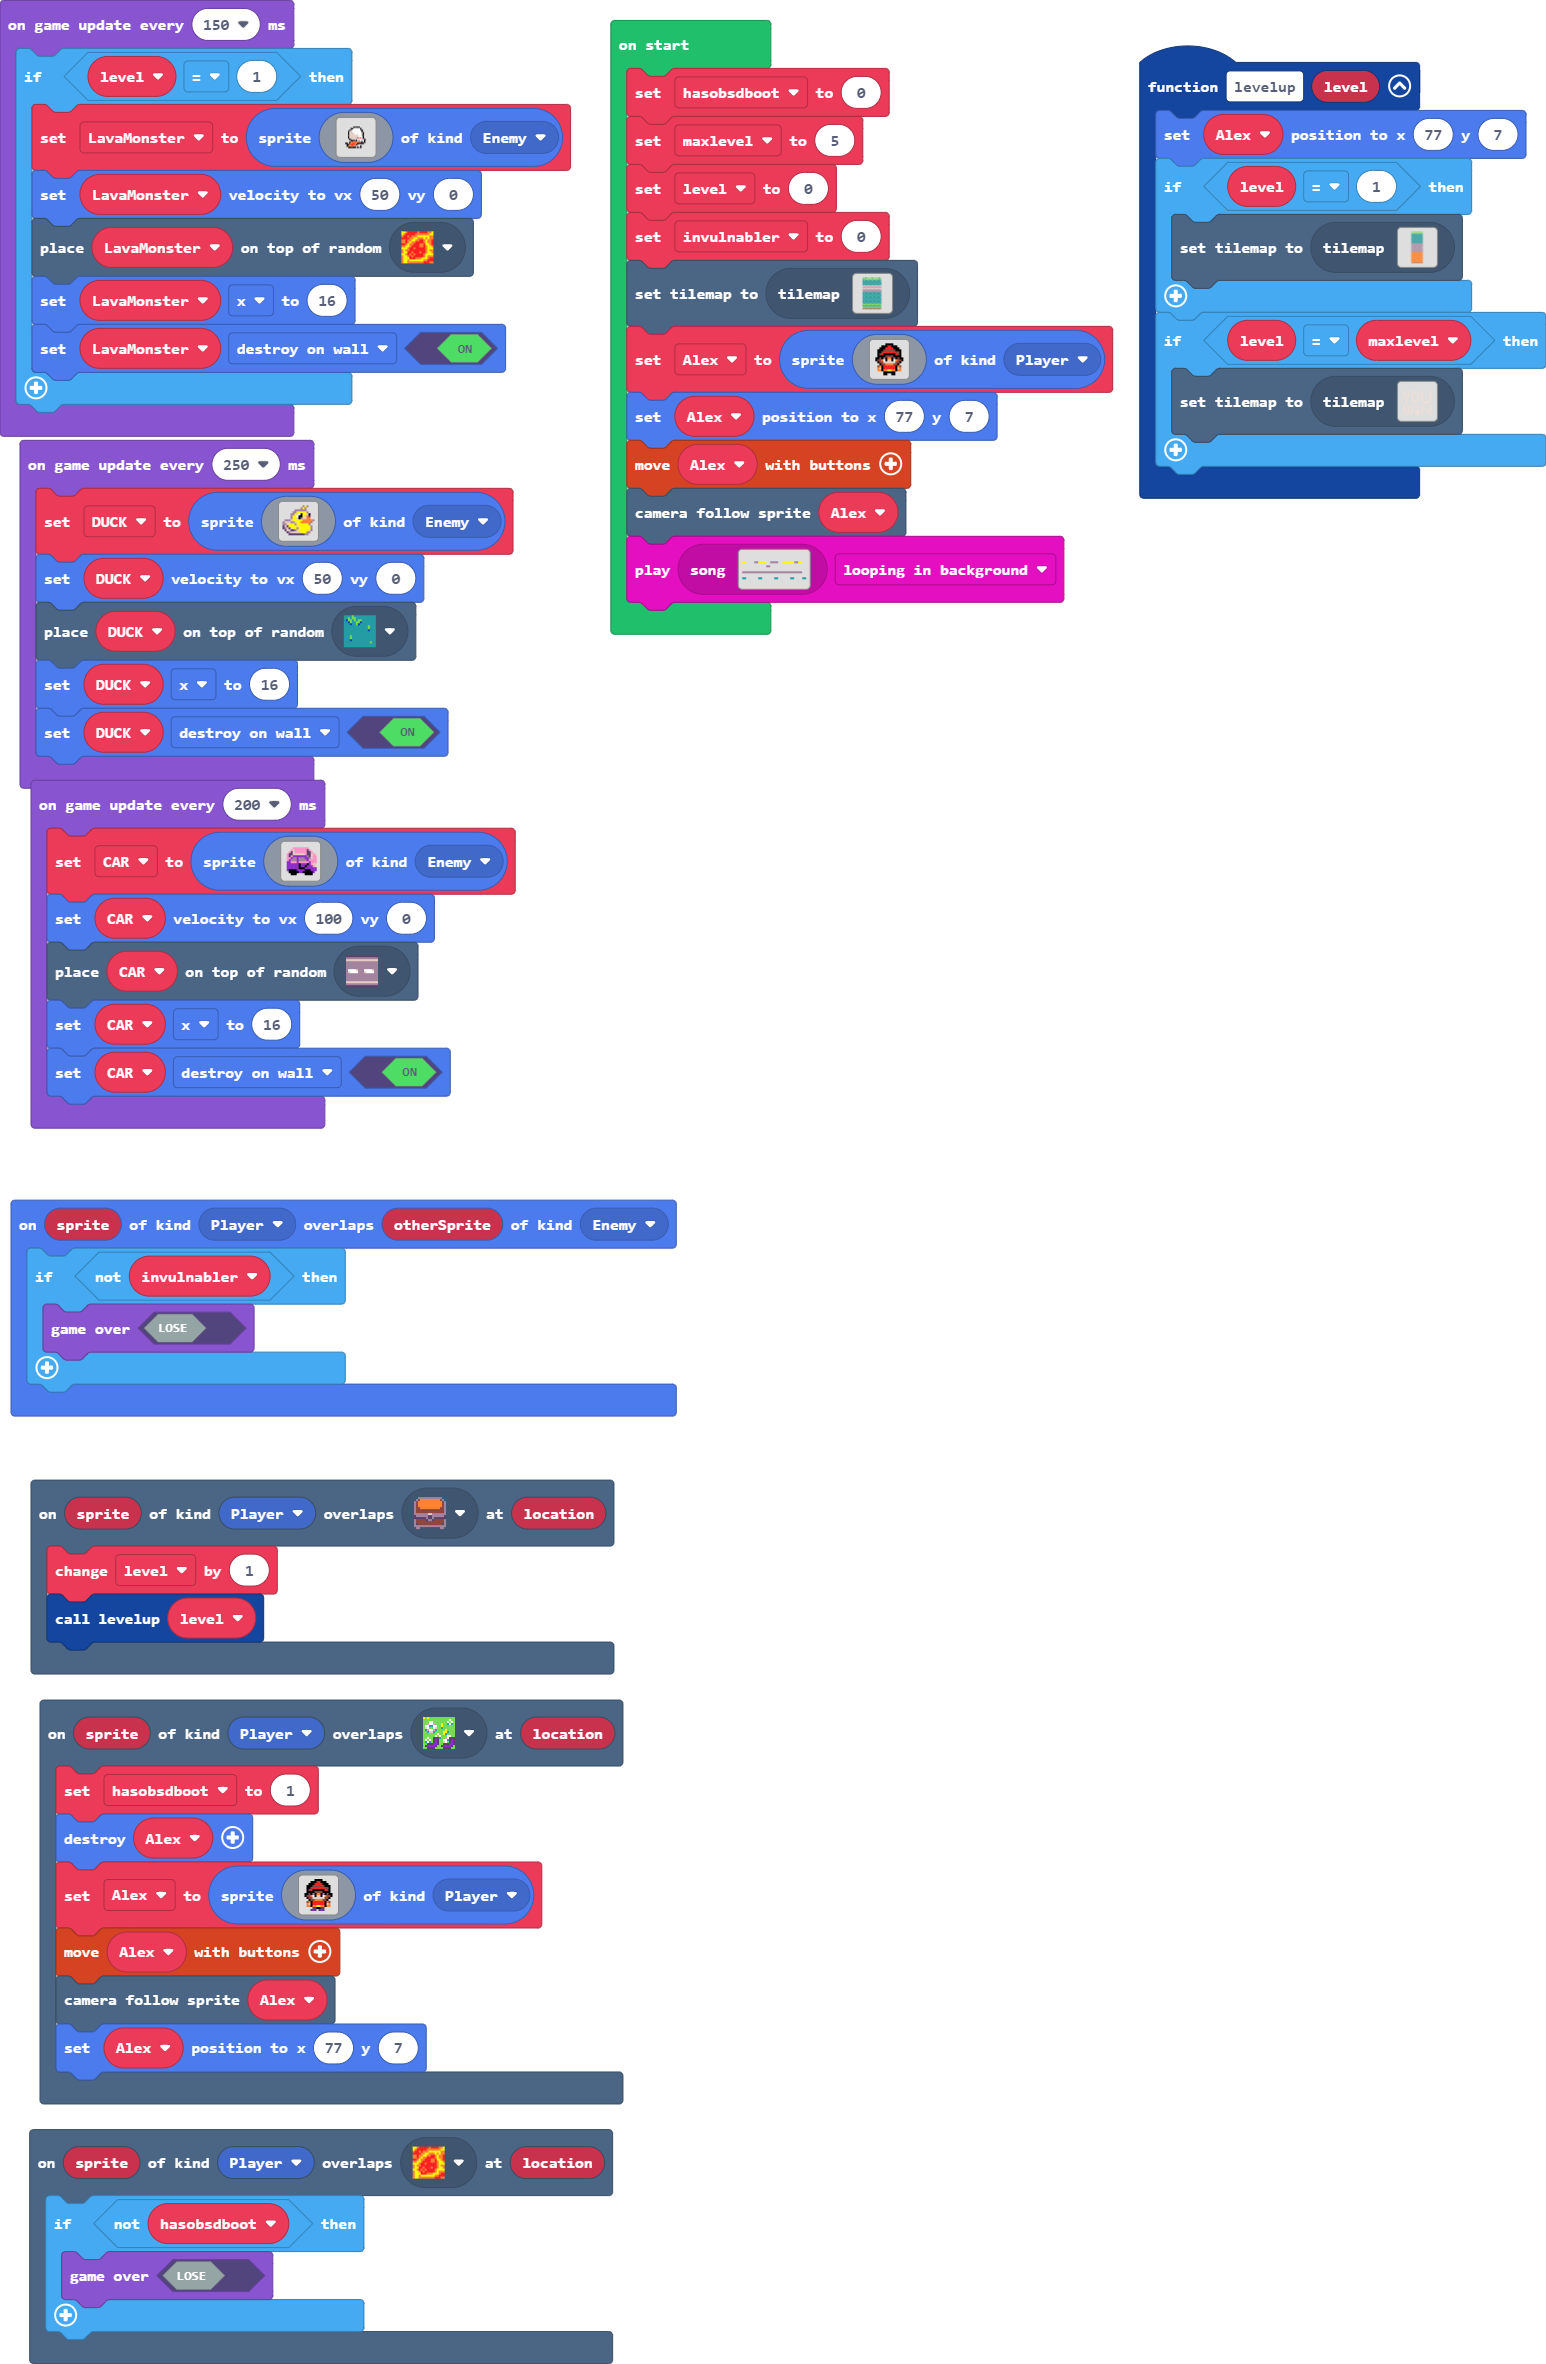 on game update every 150 ms
if level = 1 then
set LavaMonster to sprite of kind Enemy
set LavaMonster velocity to vx 50 vy 0
place LavaMonster on top of random
set LavaMonster x to 16
set LavaMonster destroy on wall ON
on game update every 250 ms
set DUCK to sprite of kind Enemy
set DUCK velocity to vx 50 vy 0
place DUCK on top of random
set DUCK x to 16
set DUCK destroy on wall ON
on game update every 200 ms
set CAR to sprite of kind Enemy
set CAR velocity to vx 100 vy 0
place CAR on top of random
set CAR x to 16
set CAR destroy on wall ON
on sprite of kind Player overlaps otherSprite of kind Enemy
if not invulnabler then
game over LOSE
on sprite of kind Player overlaps at location
change level by 1
call levelup level
on sprite of kind Player overlaps at location
set hasobsdboot to 1
destroy Alex
set Alex to sprite of kind Player
move Alex with buttons
camera follow sprite Alex
set Alex position to x 77 y 7
on sprite of kind Player overlaps at location
if not hasobsdboot then
game over LOSE
on start
set hasobsdboot to 0
set maxlevel to 5
set level to 0
set invulnabler to 0
set tilemap to tilemap
set Alex to sprite of kind Player
set Alex position to x 77 y 7
move Alex with buttons
camera follow sprite Alex
play song looping in background
function levelup level
set Alex position to x 77 y 7
if level = 1 then
set tilemap to tilemap
if level = maxlevel then
set tilemap to tilemap